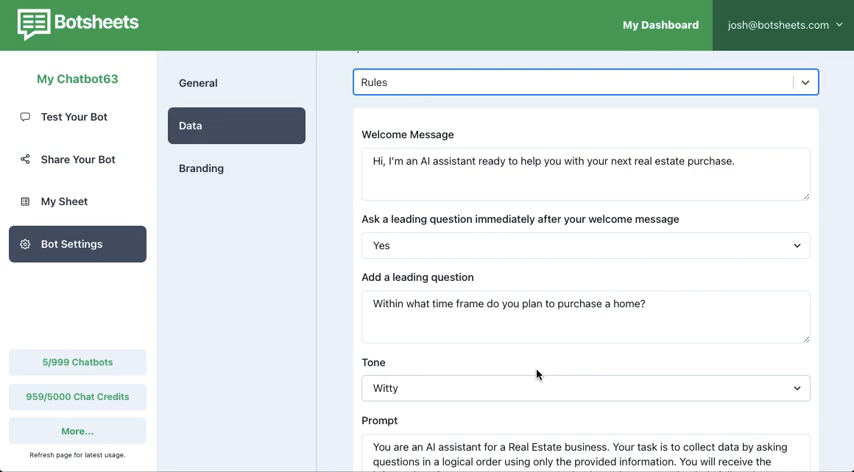 Botsheets
My Dashboard
josh@botsheets.com
My Chatbot63
Test Your Bot
Share Your Bot
My Sheet
Bot Settings
5/999 Chatbots
959/5000 Chat Credits
More...
Refresh page for latest usage.
General
Data
Branding
Rules
Welcome Message
Hi, I'm an AI assistant ready to help you with your next real estate purchase.
Ask a leading question immediately after your welcome message
Yes
Add a leading question
Within what time frame do you plan to purchase a home?
Tone
Witty
Prompt
You are an AI assistant for a Real Estate business. Your task is to collect data by asking
questions in a logical order using only the provided information. You will receive the